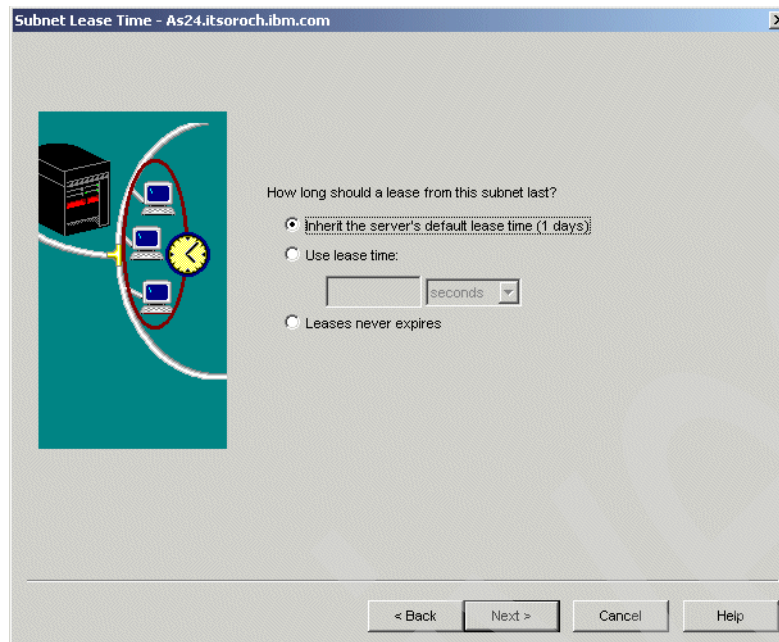 Subnet Lease Time - As24.itsoroch.ibm.com
How long should a lease from this subnet last?
Inherit the server's default lease time (1 days)
Use lease time:
seconds
Leases never expires
< Back Next > Cancel Help